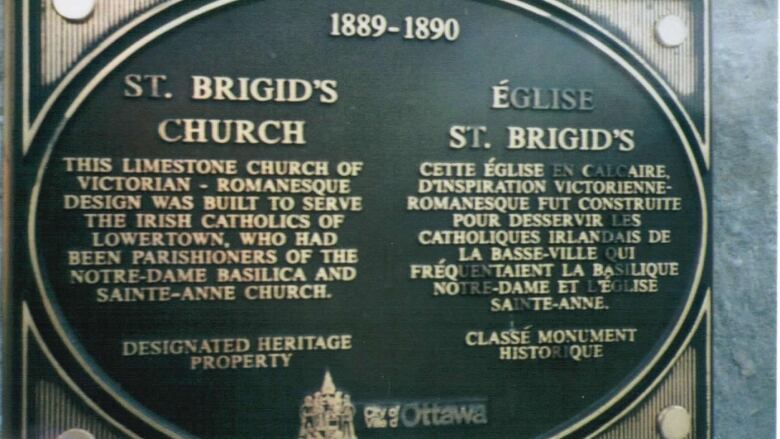 1889-1890
ST. BRIGID'S
CHURCH
THIS LIMESTONE CHURCH OF
VICTORIAN - ROMANESQUE
DESIGN WAS BUILT TO SERVE
THE IRISH CATHOLICS OF
LOWERTOWN, WHO HAD
BEEN PARISHIONERS OF THE
NOTRE-DAME BASILICA AND
SAINTE-ANNE CHURCH.
DESIGNATED HERITAGE
PROPERTY
ÉGLISE
ST. BRIGID'S
CETTE ÉGLISE EN CALCAIRE,
D'INSPIRATION VICTORIENNE-
ROMANESQUE FUT CONSTRUITE
POUR DESSERVIR LES
CATHOLIQUES IRLANDAIS DE
LA BASSE-VILLE QUI
FRÉQUENTAIENT LA BASILIQUE
NOTRE-DAME ET L'ÉGLISE
SAINTE-ANNE.
CLASSÉ MONUMENT
HISTORIQUE
City of
Ville d'Ottawa